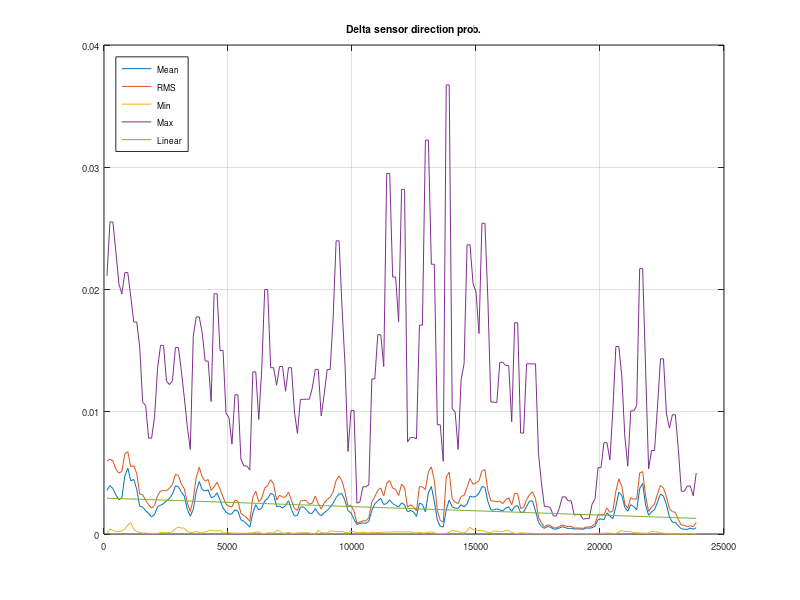 Delta sensor direction prob.
0.04
0.03
0.02
0.01
0
Mean
RMS
Min
Max
Linear
0 5000 10000 15000 20000 25000